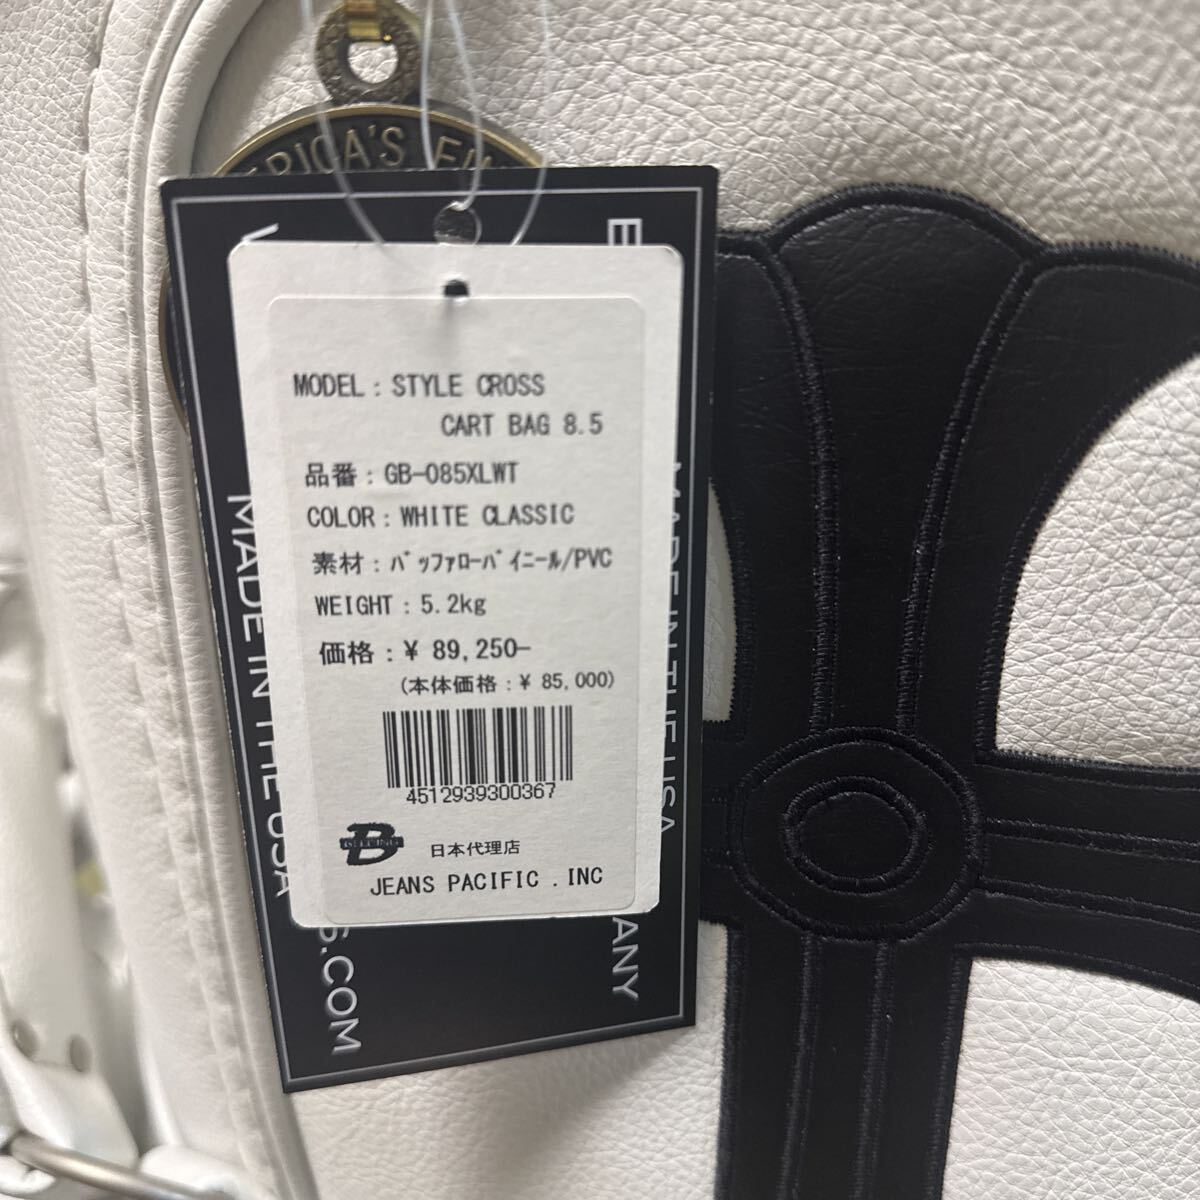 MODEL : STYLE CROSS
CART BAG 8.5
品番 : GB-085XLWT
COLOR : WHITE CLASSIC
素材 : ﾊﾞｯﾌｧﾛｰﾊﾞｲﾆｰﾙ/PVC
WEIGHT : 5.2kg
価格 : ¥ 89,250-
(本体価格 : ¥ 85,000)
4512939300367
B
日本代理店
JEANS PACIFIC .INC
MADE IN THE USA
.COM
MADE IN THE USA